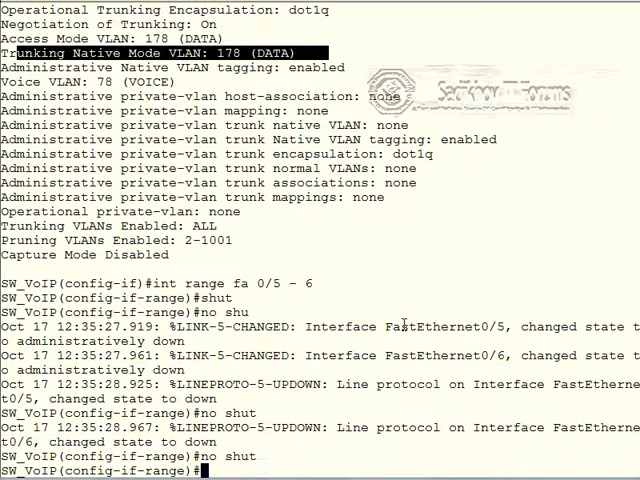 Operational Trunking Encapsulation: dot1q
Negotiation of Trunking: On
Access Mode VLAN: 178 (DATA)
Trunking Native Mode VLAN: 178 (DATA)
Administrative Native VLAN tagging: enabled
Voice VLAN: 78 (VOICE)
Administrative private-vlan host-association: none
Administrative private-vlan mapping: none
Administrative private-vlan trunk native VLAN: none
Administrative private-vlan trunk Native VLAN tagging: enabled
Administrative private-vlan trunk encapsulation: dot1q
Administrative private-vlan trunk normal VLANs: none
Administrative private-vlan trunk associations: none
Administrative private-vlan trunk mappings: none
Operational private-vlan: none
Trunking VLANs Enabled: ALL
Pruning VLANs Enabled: 2-1001
Capture Mode Disabled
SW_VoIP(config-if)#int range fa 0/5 - 6
SW_VoIP(config-if-range)#shut
SW_VoIP(config-if-range)#no shu
Oct 17 12:35:27.919: %LINK-5-CHANGED: Interface FastEthernet0/5, changed state t
o administratively down
Oct 17 12:35:27.961: %LINK-5-CHANGED: Interface FastEthernet0/6, changed state t
o administratively down
Oct 17 12:35:28.925: %LINEPROTO-5-UPDOWN: Line protocol on Interface FastEtherne
t0/5, changed state to down
SW_VoIP(config-if-range)#no shut
Oct 17 12:35:28.967: %LINEPROTO-5-UPDOWN: Line protocol on Interface FastEtherne
t0/6, changed state to down
SW_VoIP(config-if-range)#no shut
SW_VoIP(config-if-range)#